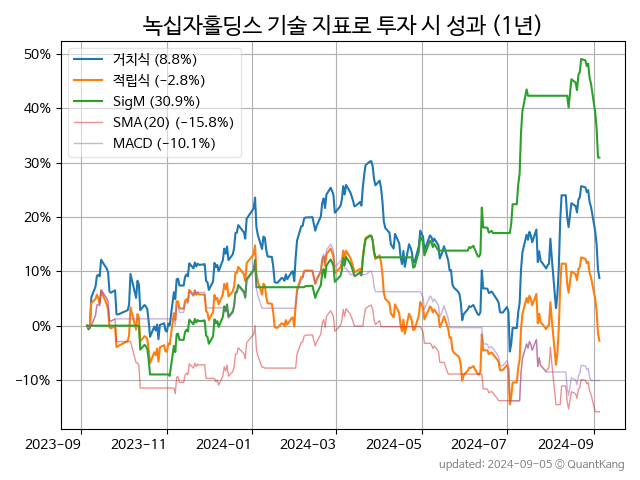 녹십자홀딩스 기술 지표로 투자 시 성과 (1년)
거치식 (8.8%)
적립식 (−2.8%)
SigM (30.9%)
SMA(20) (−15.8%)
MACD (−10.1%)
50%
40%
30%
20%
10%
0%
−10%
2023−09 2023−11 2024−01 2024−03 2024−05 2024−07 2024−09
updated: 2024−09−05 © QuantKang